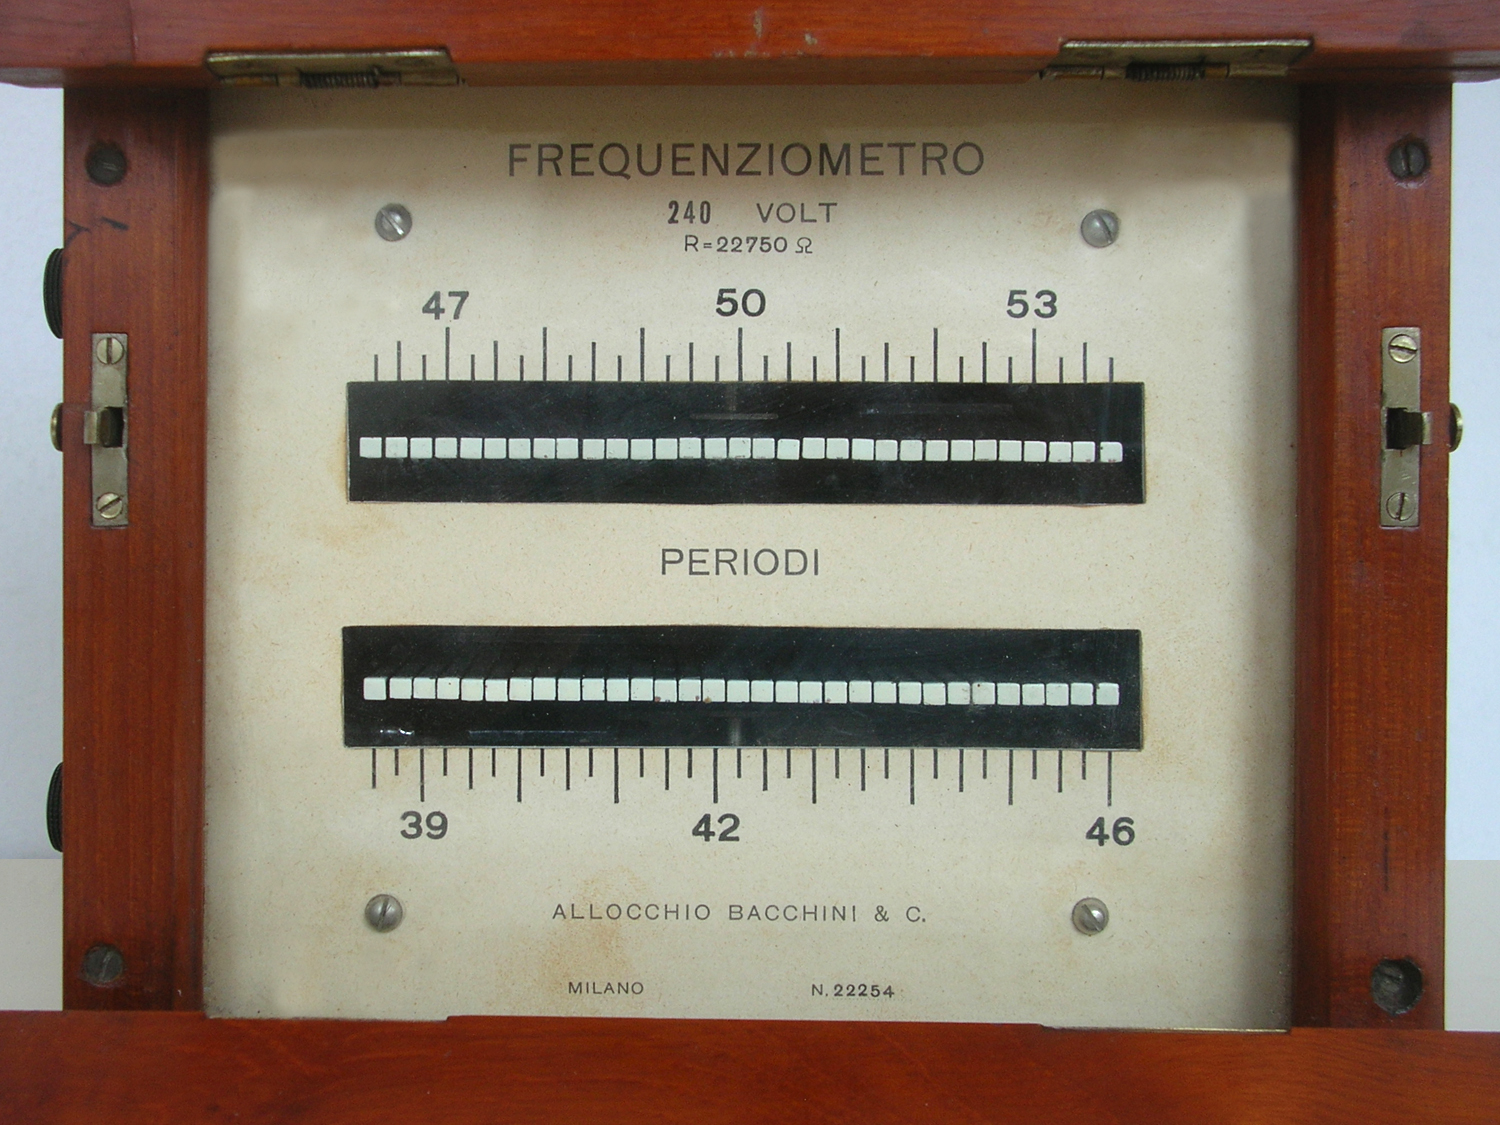 FREQUENZIOMETRO
240 VOLT
R=22750 Ω
47 50 53
PERIODI
39 42 46
ALLOCCHIO BACCHINI & C.
MILANO N. 22254